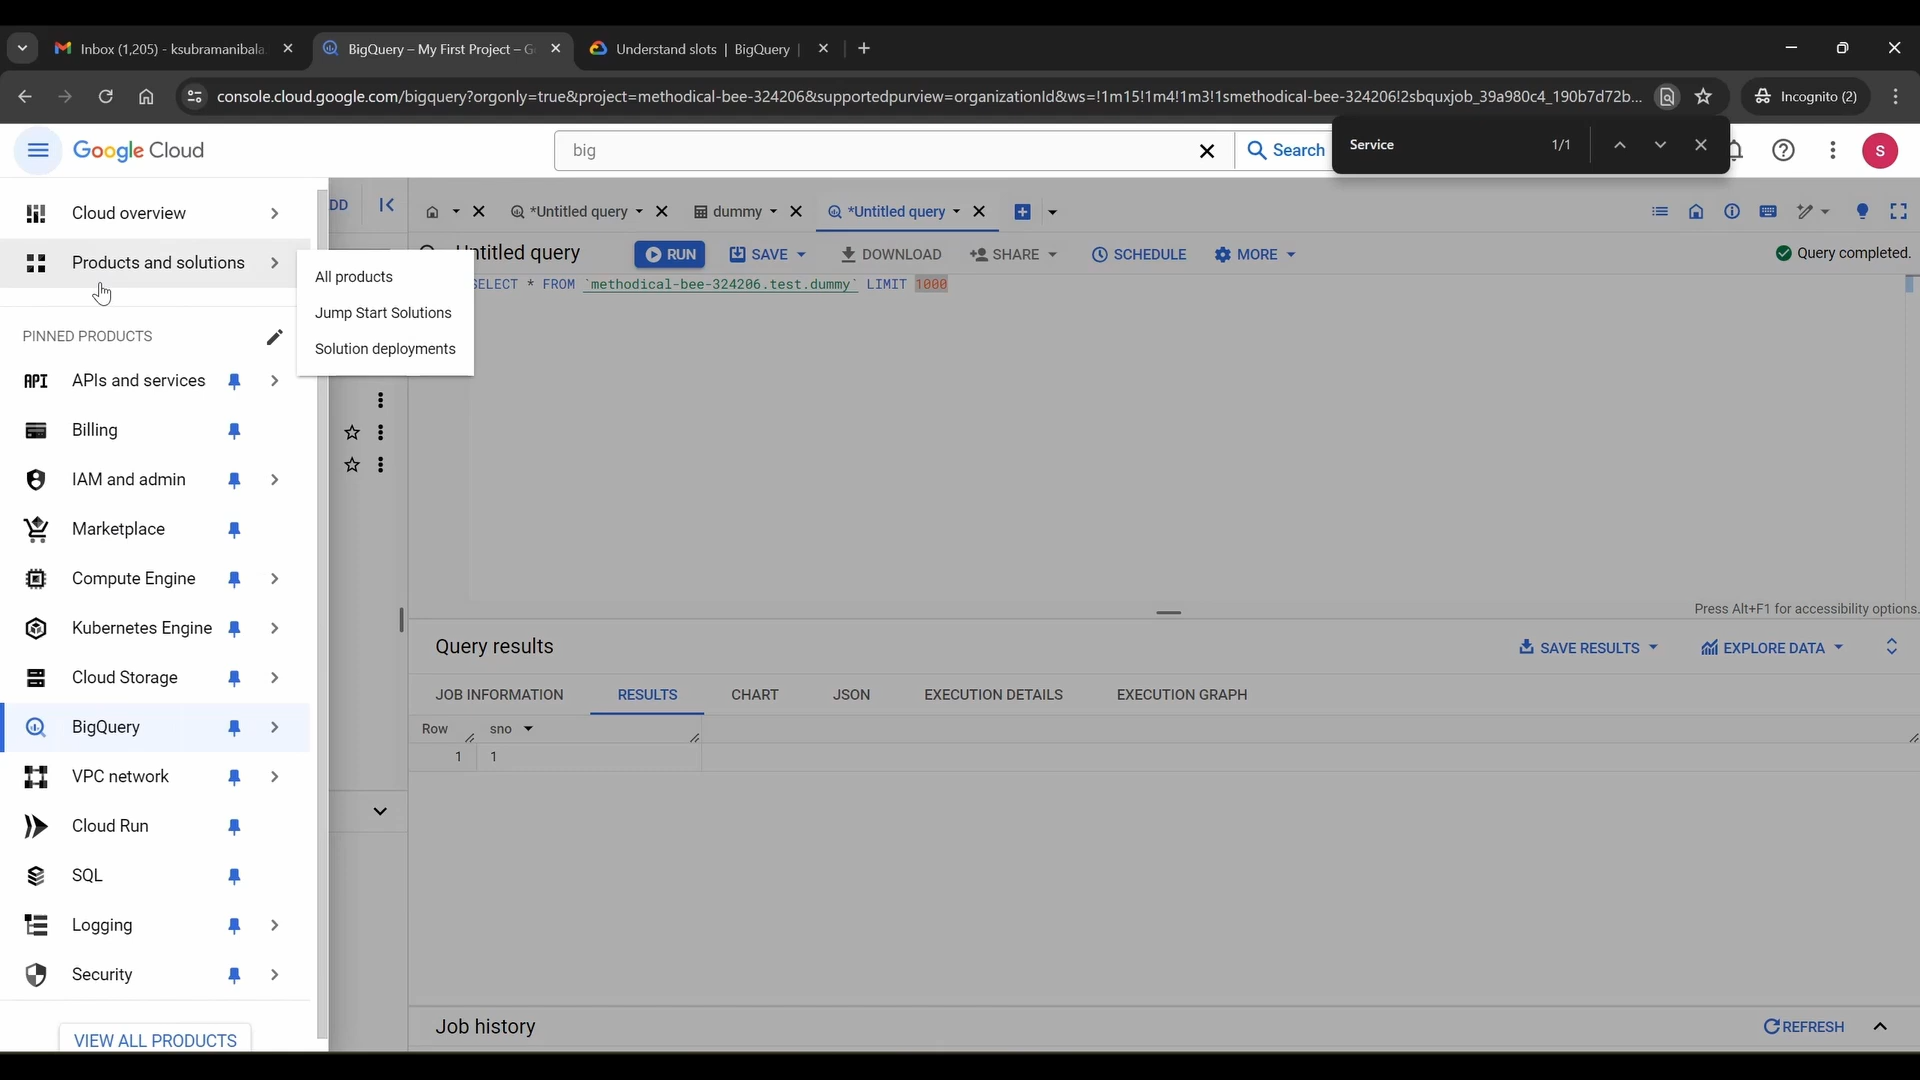 Inbox (1,205) - ksubramanibala
BigQuery – My First Project – G
Understand slots | BigQuery |
console.cloud.google.com/bigquery?orgonly=true&project=methodical-bee-324206&supportedpurview=organizationId&ws=!1m15!1m4!1m3!1smethodical-bee-324206!2sbquxjob_39a980c4_190b7d72b...
Incognito (2)
Google Cloud
big
Search
Service
1/1
S
Cloud overview
Products and solutions
All products
Jump Start Solutions
Solution deployments
PINNED PRODUCTS
API
APIs and services
Billing
IAM and admin
Marketplace
Compute Engine
Kubernetes Engine
Cloud Storage
BigQuery
VPC network
Cloud Run
SQL
Logging
Security
VIEW ALL PRODUCTS
DD
*Untitled query
dummy
*Untitled query
ntitled query
RUN
SAVE
DOWNLOAD
SHARE
SCHEDULE
MORE
Query completed.
SELECT * FROM `methodical-bee-324206.test.dummy` LIMIT 1000
Press Alt+F1 for accessibility options.
Query results
SAVE RESULTS
EXPLORE DATA
JOB INFORMATION
RESULTS
CHART
JSON
EXECUTION DETAILS
EXECUTION GRAPH
Row
sno
1
1
Job history
REFRESH